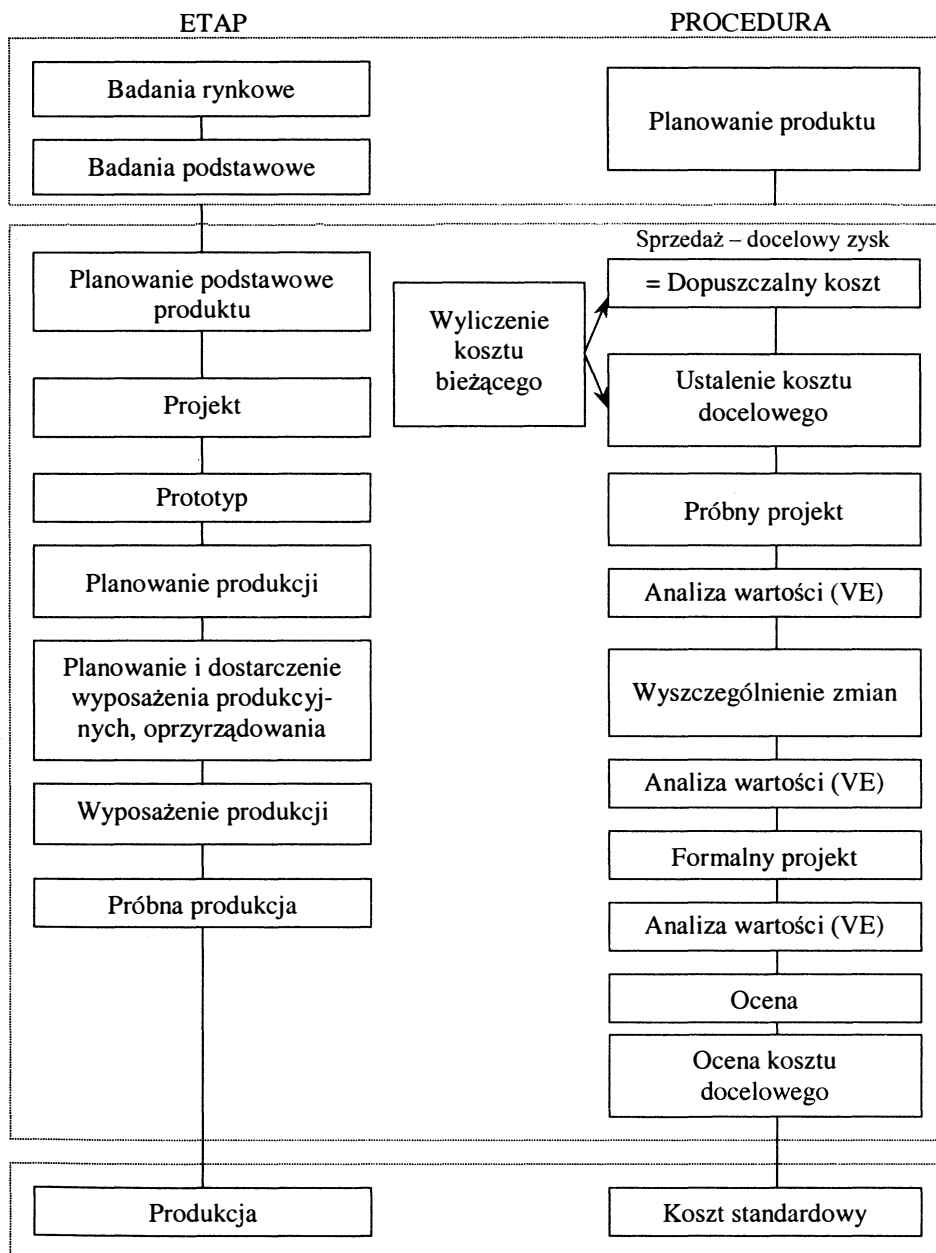 ETAP
PROCEDURA
Badania rynkowe
Badania podstawowe
Planowanie produktu
Planowanie podstawowe
produktu
Projekt
Prototyp
Planowanie produkcji
Planowanie i dostarczenie
wyposażenia produkcyj-
nych, oprzyrządowania
Wyposażenie produkcji
Próbna produkcja
Wyliczenie
kosztu
bieżącego
Sprzedaż – docelowy zysk
= Dopuszczalny koszt
Ustalenie kosztu
docelowego
Próbny projekt
Analiza wartości (VE)
Wyszczególnienie zmian
Analiza wartości (VE)
Formalny projekt
Analiza wartości (VE)
Ocena
Ocena kosztu
docelowego
Produkcja
Koszt standardowy